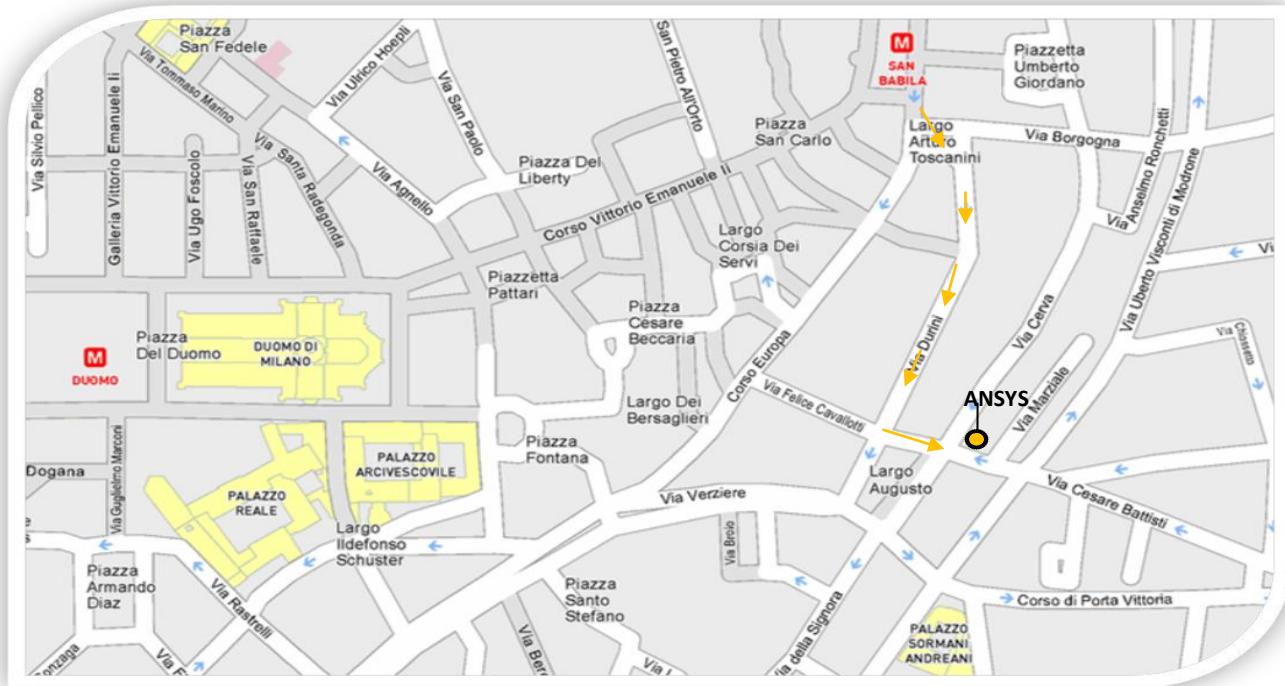 Piazza
San Fedele
Via Ulrico Hoepli
Via Tommaso Marino
Via Silvio Pellico
Galleria Vittorio Emanuele Ii
Via Ugo Foscolo
Via San Raffaele
Via Santa Radegonda
Via Agnello
Via San Paolo
San Pietro All'Orto
Piazza Del
Liberty
Corso Vittorio Emanuele Ii
Piazza
San Carlo
M
SAN
BABILA
Largo
Arturo
Toscanini
Piazzetta
Umberto
Giordano
Via Borgogna
Via Anselmo Ronchetti
Via Uberto Visconti di Modrone
Vi
Largo
Corsia Dei
Servi
Piazzetta
Pattari
Piazza
Cesare
Beccaria
Corso Europa
Via Durini
Via Cerva
Via Marziale
Via Chiossetto
Piazza
Del Duomo
M
DUOMO
DUOMO DI
MILANO
Largo Dei
Bersaglieri
Via Felice Cavallotti
ANSYS
Piazza
Fontana
Largo
Augusto
Via Cesare Battisti
Dogana
Via Guglielmo Marconi
PALAZZO
REALE
PALAZZO
ARCIVESCOVILE
Largo
Ildefonso
Schuster
Via Verziere
Via Brolo
s
Piazza
Armando
Diaz
Via Rastrelli
Piazza
Santo
Stefano
Via della Signora
Corso di Porta Vittoria
PALAZZO
SORMANI
ANDREANI
Gonzaga
Via F
Via Ber
Via L